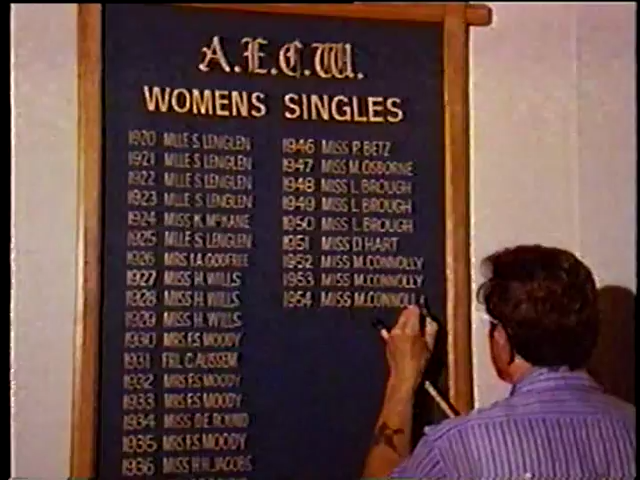 A.E.C.W.
WOMENS SINGLES
1920 MLLE S. LENGLEN
1921 MLLE S. LENGLEN
1922 MLLE S. LENGLEN
1923 MLLE S. LENGLEN
1924 MISS K. McKANE
1925 MLLE S. LENGLEN
1926 MRS L.A. GODFREE
1927 MISS H. WILLS
1928 MISS H. WILLS
1929 MISS H. WILLS
1930 MRS F.S. MOODY
1931 FRL. C. AUSSEM
1932 MRS F.S. MOODY
1933 MRS F.S. MOODY
1934 MISS D.E. ROUND
1935 MRS F.S. MOODY
1936 MISS H.H. JACOBS
1946 MISS P. BETZ
1947 MISS M. OSBORNE
1948 MISS L. BROUGH
1949 MISS L. BROUGH
1950 MISS L. BROUGH
1951 MISS D. HART
1952 MISS M. CONNOLLY
1953 MISS M. CONNOLLY
1954 MISS M. CONNOLL